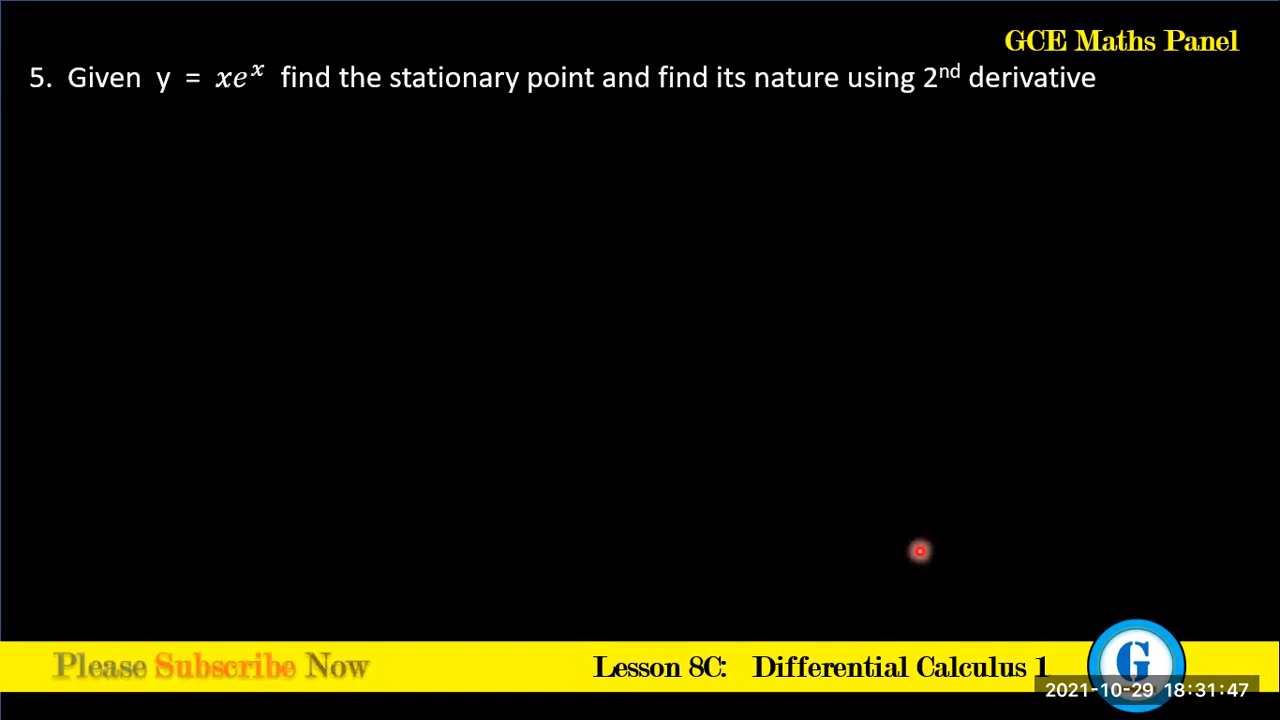 GCE Maths Panel
5. Given y = 𝑥𝑒ˣ find the stationary point and find its nature using 2ⁿᵈ derivative
Please Subscribe Now
Lesson 8C: Differential Calculus 1
G
2021-10-29 18:31:47